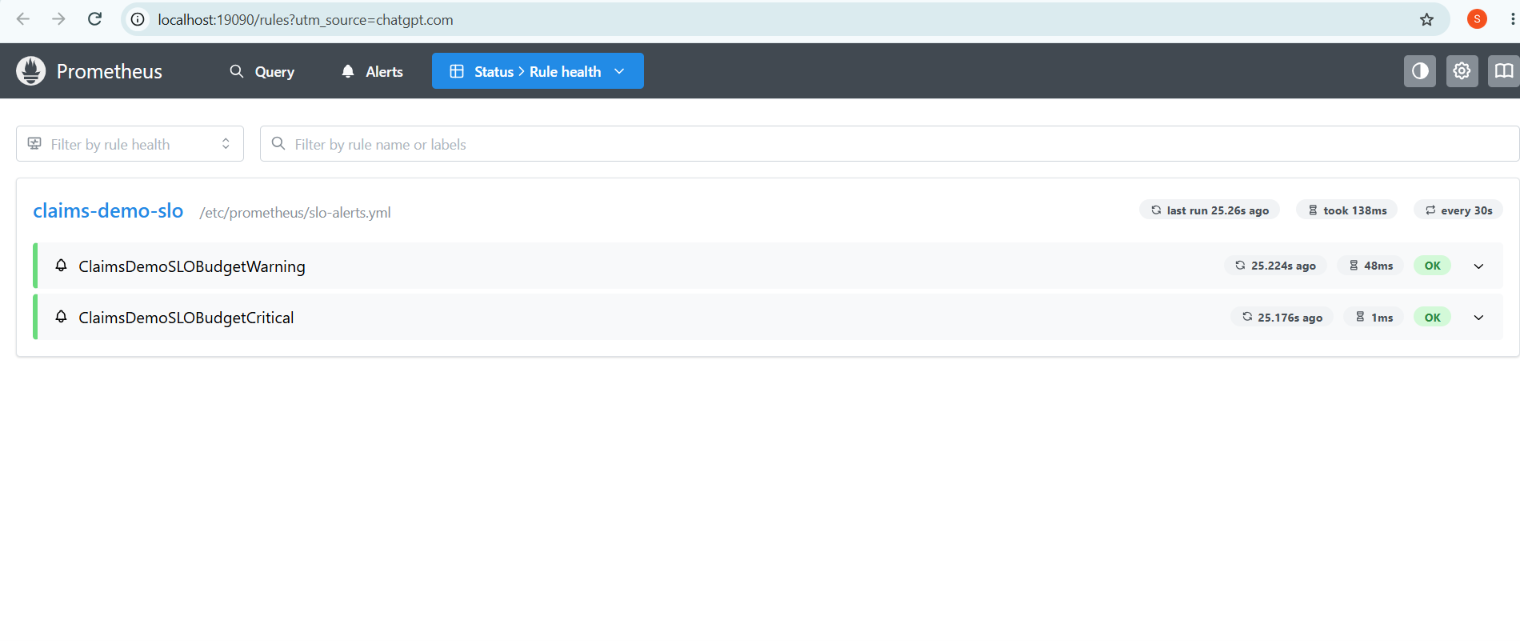 localhost:19090/rules?utm_source=chatgpt.com
S
Prometheus Query Alerts Status > Rule health
Filter by rule health Filter by rule name or labels
claims-demo-slo /etc/prometheus/slo-alerts.yml last run 25.26s ago took 138ms every 30s
ClaimsDemoSLOBudgetWarning 25.224s ago 48ms OK
ClaimsDemoSLOBudgetCritical 25.176s ago 1ms OK